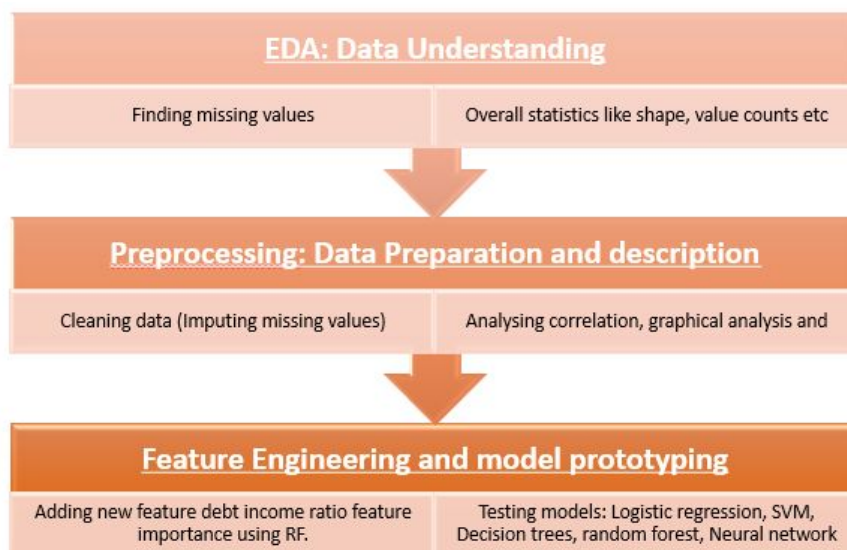 EDA: Data Understanding
Finding missing values
Overall statistics like shape, value counts etc
Preprocessing: Data Preparation and description
Cleaning data (Imputing missing values)
Analysing correlation, graphical analysis and
Feature Engineering and model prototyping
Adding new feature debt income ratio feature
importance using RF.
Testing models: Logistic regression, SVM,
Decision trees, random forest, Neural network